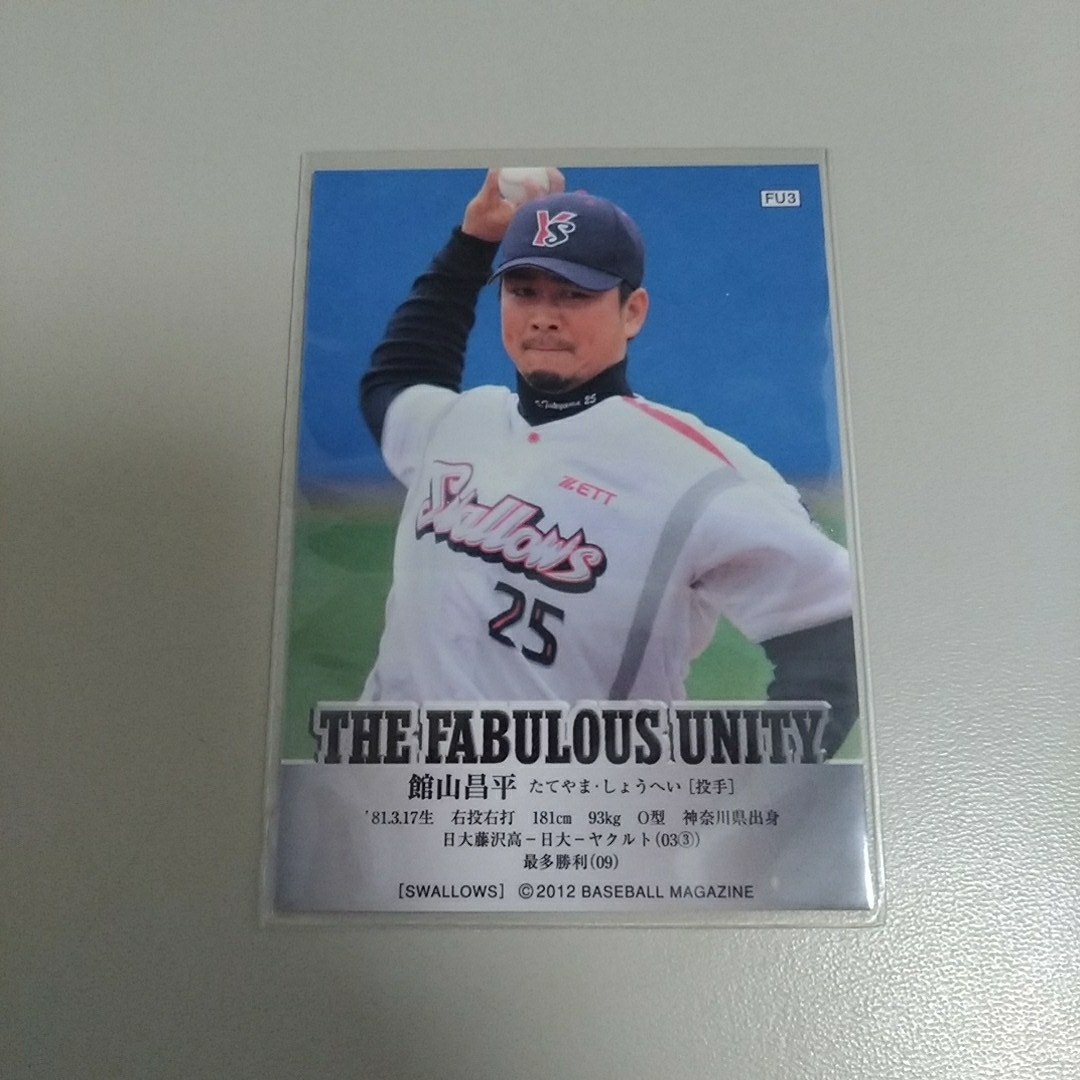 FU3
YS
25
ZETT
Swallows
25
THE FABULOUS UNITY
館山昌平 たてやま・しょうへい［投手］
'81.3.17生 右投右打 181cm 93kg O型 神奈川県出身
日大藤沢高－日大－ヤクルト(03③)
最多勝利(09)
［SWALLOWS］ ©2012 BASEBALL MAGAZINE